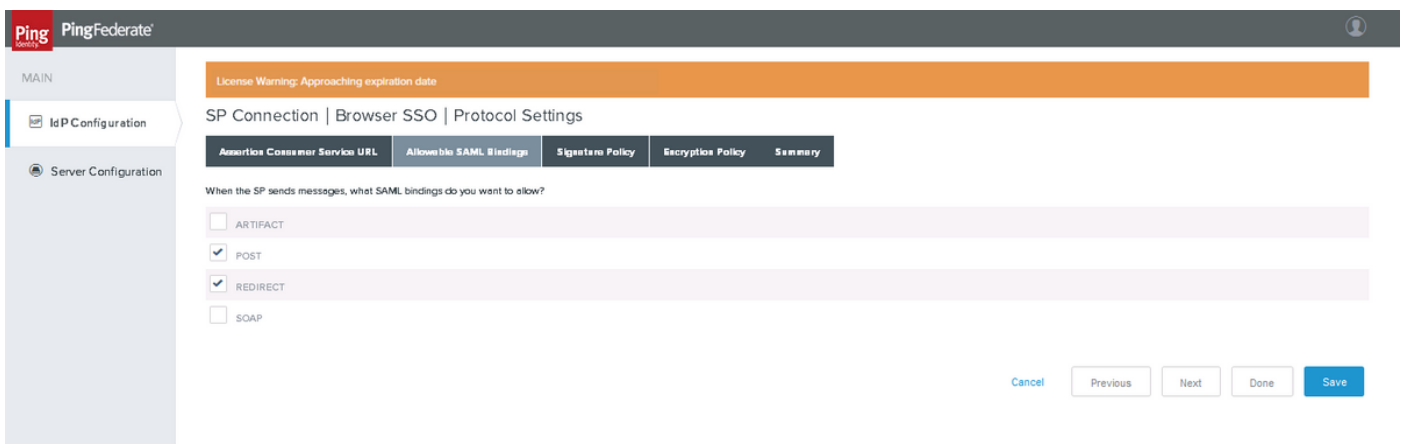 Ping
Identity
PingFederate
MAIN
IdP Configuration
Server Configuration
License Warning: Approaching expiration date
SP Connection | Browser SSO | Protocol Settings
Assertion Consumer Service URL Allowable SAML Bindings Signature Policy Encryption Policy Summary
When the SP sends messages, what SAML bindings do you want to allow?
ARTIFACT
POST
REDIRECT
SOAP
Cancel Previous Next Done Save